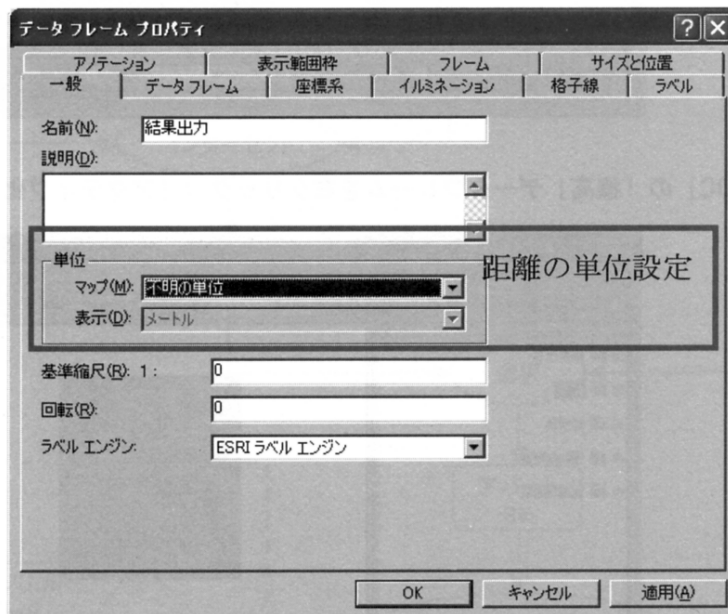 データ フレーム プロパティ
アノテーション 表示範囲枠 フレーム サイズと位置
一般 データ フレーム 座標系 イルミネーション 格子線 ラベル
名前(N): 結果出力
説明(D):
単位
距離の単位設定
マップ(M): 不明の単位
表示(D): メートル
基準縮尺(R): 1 : 0
回転(R): 0
ラベル エンジン: ESRI ラベル エンジン
OK キャンセル 適用(A)